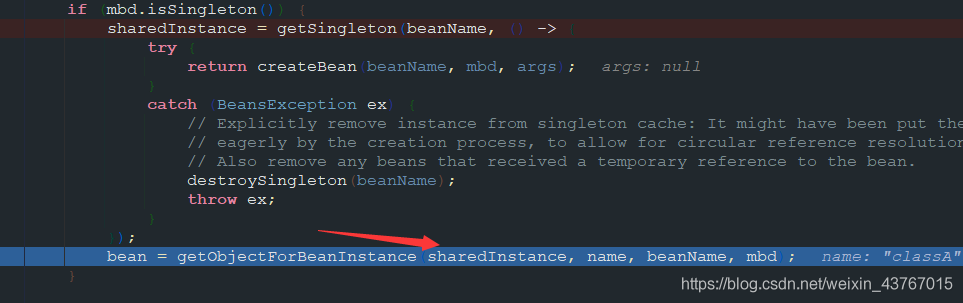 if (mbd.isSingleton()) {
sharedInstance = getSingleton(beanName, () -> {
try {
return createBean(beanName, mbd, args); args: null
}
catch (BeansException ex) {
// Explicitly remove instance from singleton cache: It might have been put the
// eagerly by the creation process, to allow for circular reference resolution
// Also remove any beans that received a temporary reference to the bean.
destroySingleton(beanName);
throw ex;
}
});
bean = getObjectForBeanInstance(sharedInstance, name, beanName, mbd); name: "classA"
}
https://blog.csdn.net/weixin_43767015